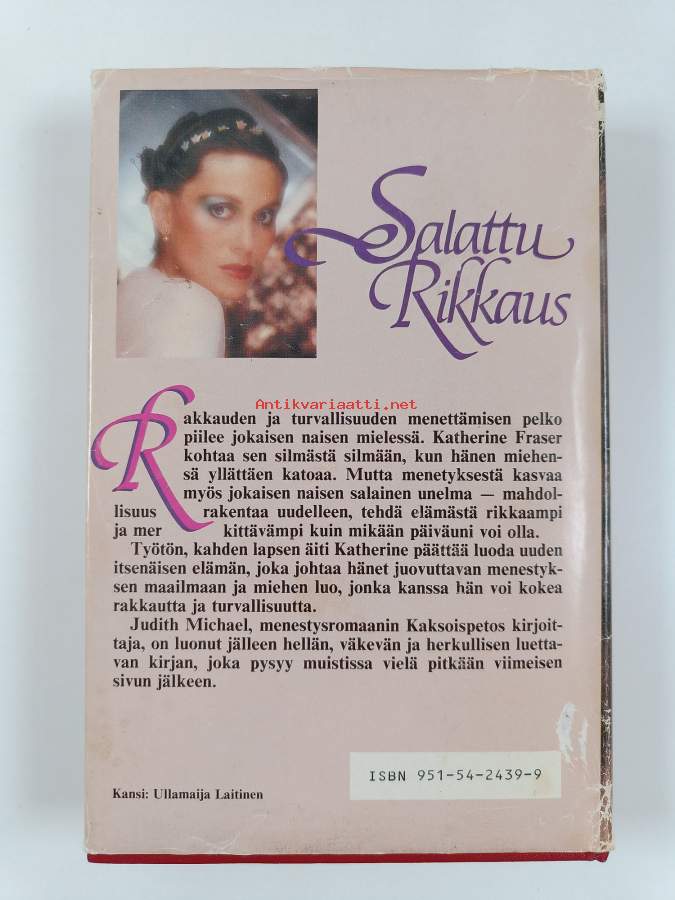 Salattu
Rikkaus
Antikvariaatti.net
Rakkauden ja turvallisuuden menettämisen pelko
piilee jokaisen naisen mielessä. Katherine Fraser
kohtaa sen silmästä silmään, kun hänen miehen-
sä yllättäen katoaa. Mutta menetyksestä kasvaa
myös jokaisen naisen salainen unelma — mahdol-
lisuus rakentaa uudelleen, tehdä elämästä rikkaampi
ja mer kittävämpi kuin mikään päiväuni voi olla.
Työtön, kahden lapsen äiti Katherine päättää luoda uuden
itsenäisen elämän, joka johtaa hänet juovuttavan menestyk-
sen maailmaan ja miehen luo, jonka kanssa hän voi kokea
rakkautta ja turvallisuutta.
Judith Michael, menestysromaanin Kaksoispetos kirjoit-
taja, on luonut jälleen hellän, väkevän ja herkullisen luetta-
van kirjan, joka pysyy muistissa vielä pitkään viimeisen
sivun jälkeen.
ISBN 951-54-2439-9
Kansi: Ullamaija Laitinen